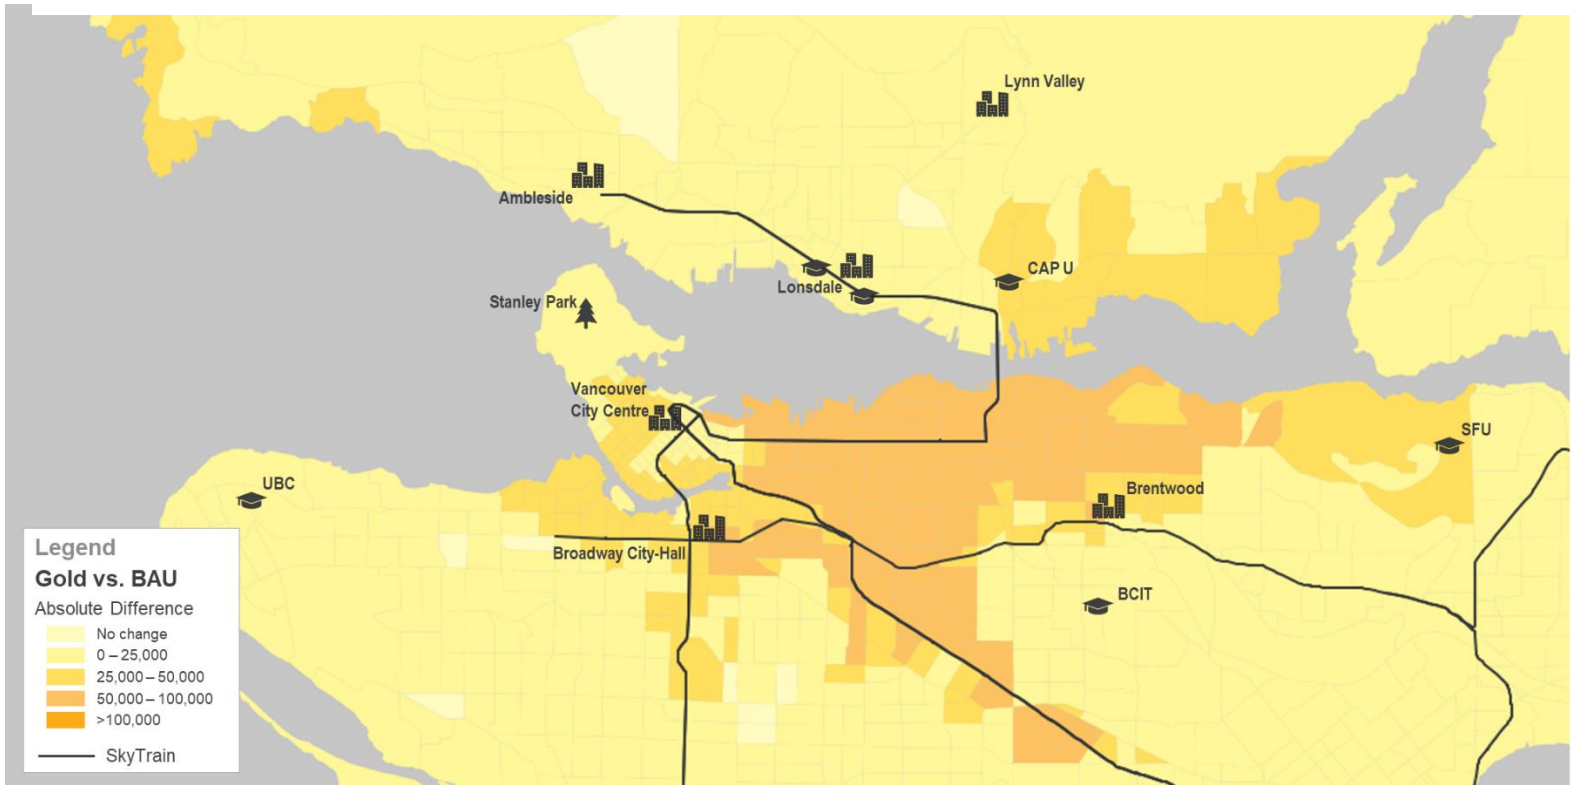 Lynn Valley
Ambleside
CAP U
Lonsdale
Stanley Park
Vancouver
City Centre
SFU
UBC
Brentwood
Broadway City-Hall
BCIT
Legend
Gold vs. BAU
Absolute Difference
No change
0 – 25,000
25,000 – 50,000
50,000 – 100,000
>100,000
SkyTrain